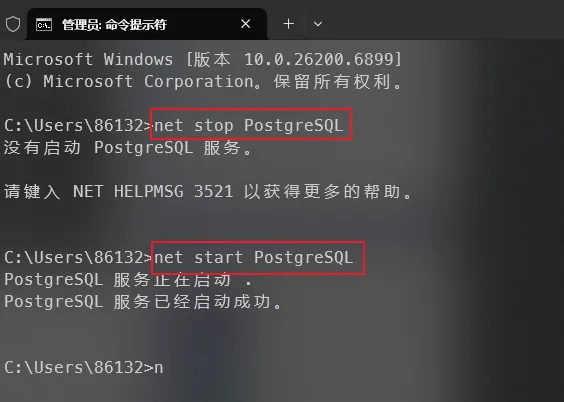 管理员: 命令提示符
Microsoft Windows [版本 10.0.26200.6899]
(c) Microsoft Corporation。保留所有权利。
C:\Users\86132>net stop PostgreSQL
没有启动 PostgreSQL 服务。
请键入 NET HELPMSG 3521 以获得更多的帮助。
C:\Users\86132>net start PostgreSQL
PostgreSQL 服务正在启动 .
PostgreSQL 服务已经启动成功。
C:\Users\86132>n